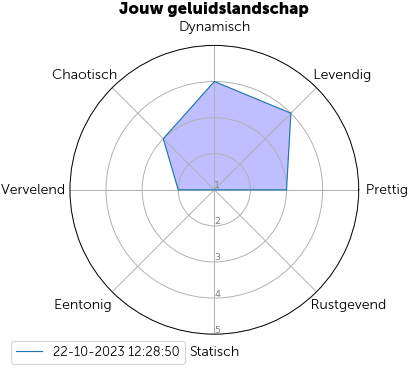 Jouw geluidslandschap
Dynamisch
Chaotisch
Levendig
Vervelend
1
Prettig
2
3
Eentonig
4
Rustgevend
5
22-10-2023 12:28:50
Statisch